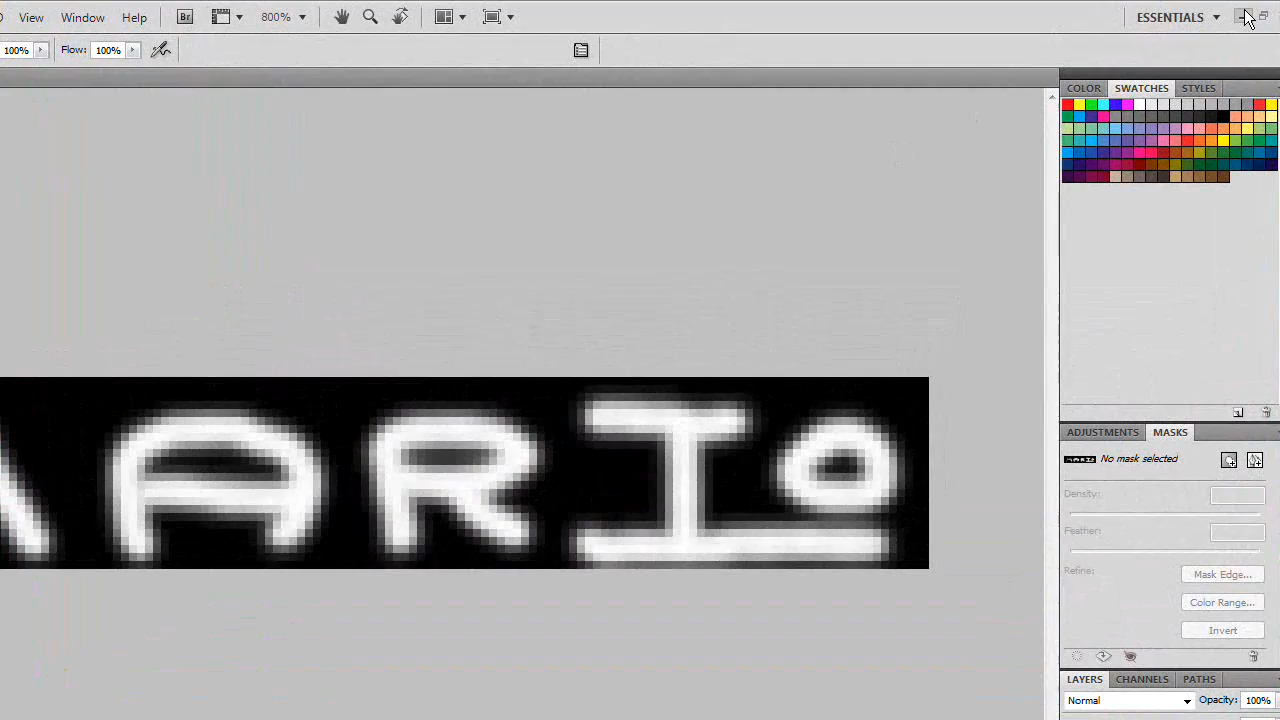 View Window Help Br 800% ESSENTIALS
100% Flow: 100%
COLOR SWATCHES STYLES
ARIo
ADJUSTMENTS MASKS
No mask selected
Density:
Feather:
Refine:
Mask Edge...
Color Range...
Invert
LAYERS CHANNELS PATHS
Normal Opacity: 100%